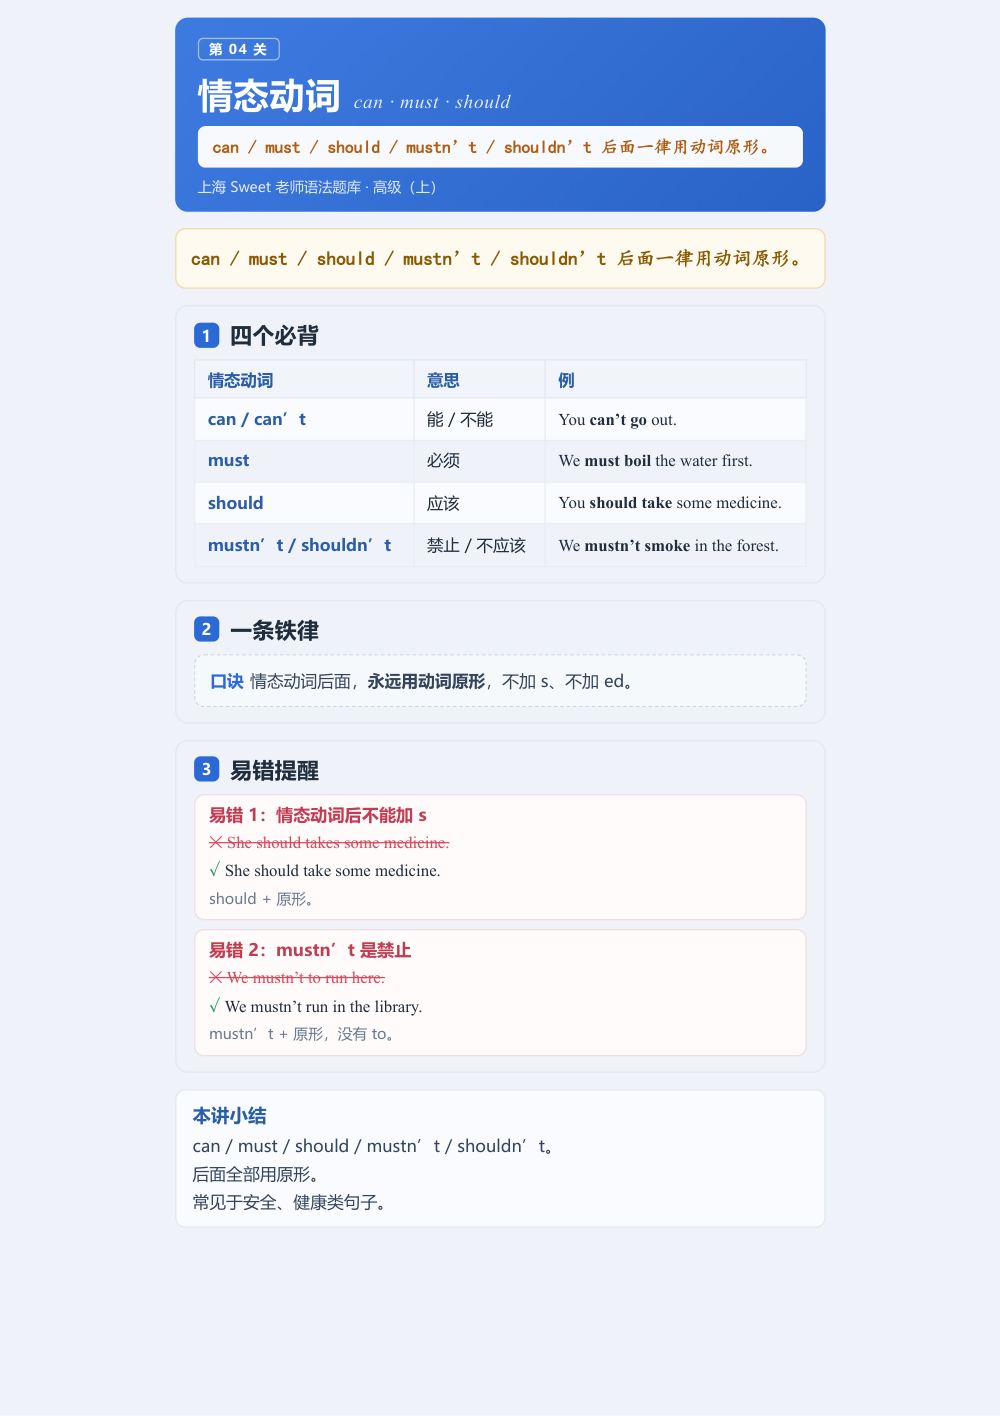 第 04 关
情态动词 can · must · should
can / must / should / mustn’t / shouldn’t 后面一律用动词原形。
上海 Sweet 老师语法题库 · 高级（上）
can / must / should / mustn’t / shouldn’t 后面一律用动词原形。
1 四个必背
情态动词 意思 例
can / can’t 能 / 不能 You can’t go out.
must 必须 We must boil the water first.
should 应该 You should take some medicine.
mustn’t / shouldn’t 禁止 / 不应该 We mustn’t smoke in the forest.
2 一条铁律
口诀 情态动词后面，永远用动词原形，不加 s、不加 ed。
3 易错提醒
易错 1：情态动词后不能加 s
× She should takes some medicine.
√ She should take some medicine.
should + 原形。
易错 2：mustn’t 是禁止
× We mustn’t to run here.
√ We mustn’t run in the library.
mustn’t + 原形，没有 to。
本讲小结
can / must / should / mustn’t / shouldn’t。
后面全部用原形。
常见于安全、健康类句子。